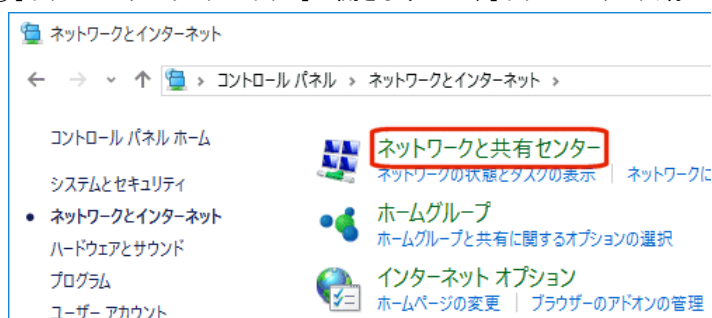 ネットワークとインターネット
コントロール パネル › ネットワークとインターネット ›
コントロール パネル ホーム
システムとセキュリティ
ネットワークとインターネット
ハードウェアとサウンド
プログラム
ユーザー アカウント
ネットワークと共有センター
ネットワークの状態とタスクの表示 | ネットワークに
ホームグループ
ホームグループと共有に関するオプションの選択
インターネット オプション
ホームページの変更 | ブラウザーのアドオンの管理